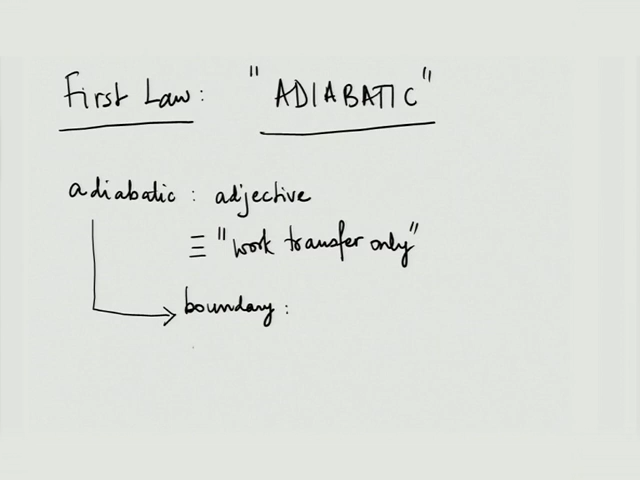 First Law: "ADIABATIC"
adiabatic: adjective
≡ "work transfer only"
boundary: